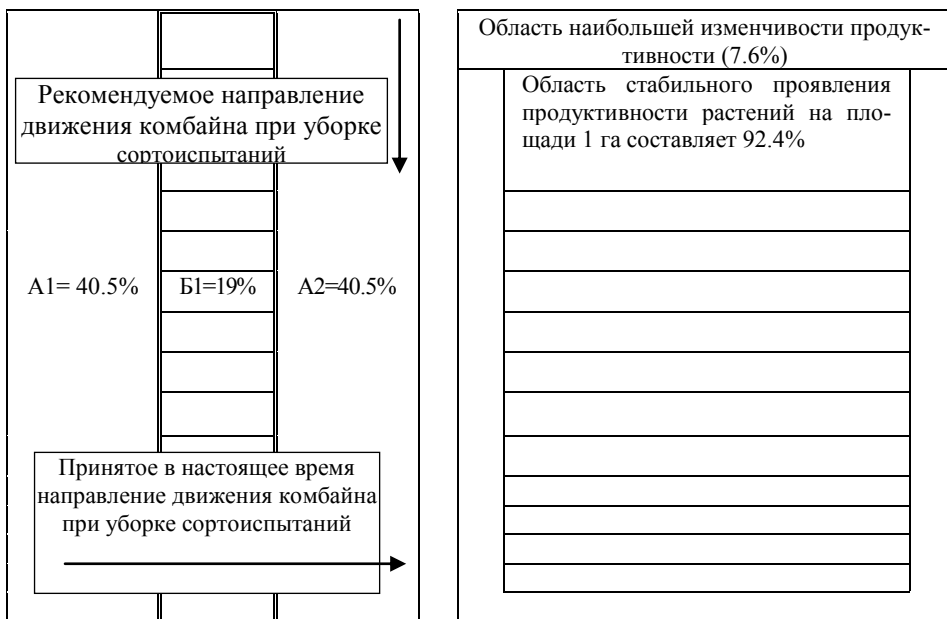 Рекомендуемое направление
движения комбайна при уборке
сортоиспытаний
А1= 40.5%
Б1=19%
А2=40.5%
Принятое в настоящее время
направление движения комбайна
при уборке сортоиспытаний
Область наибольшей изменчивости продук-
тивности (7.6%)
Область стабильного проявления
продуктивности растений на пло-
щади 1 га составляет 92.4%